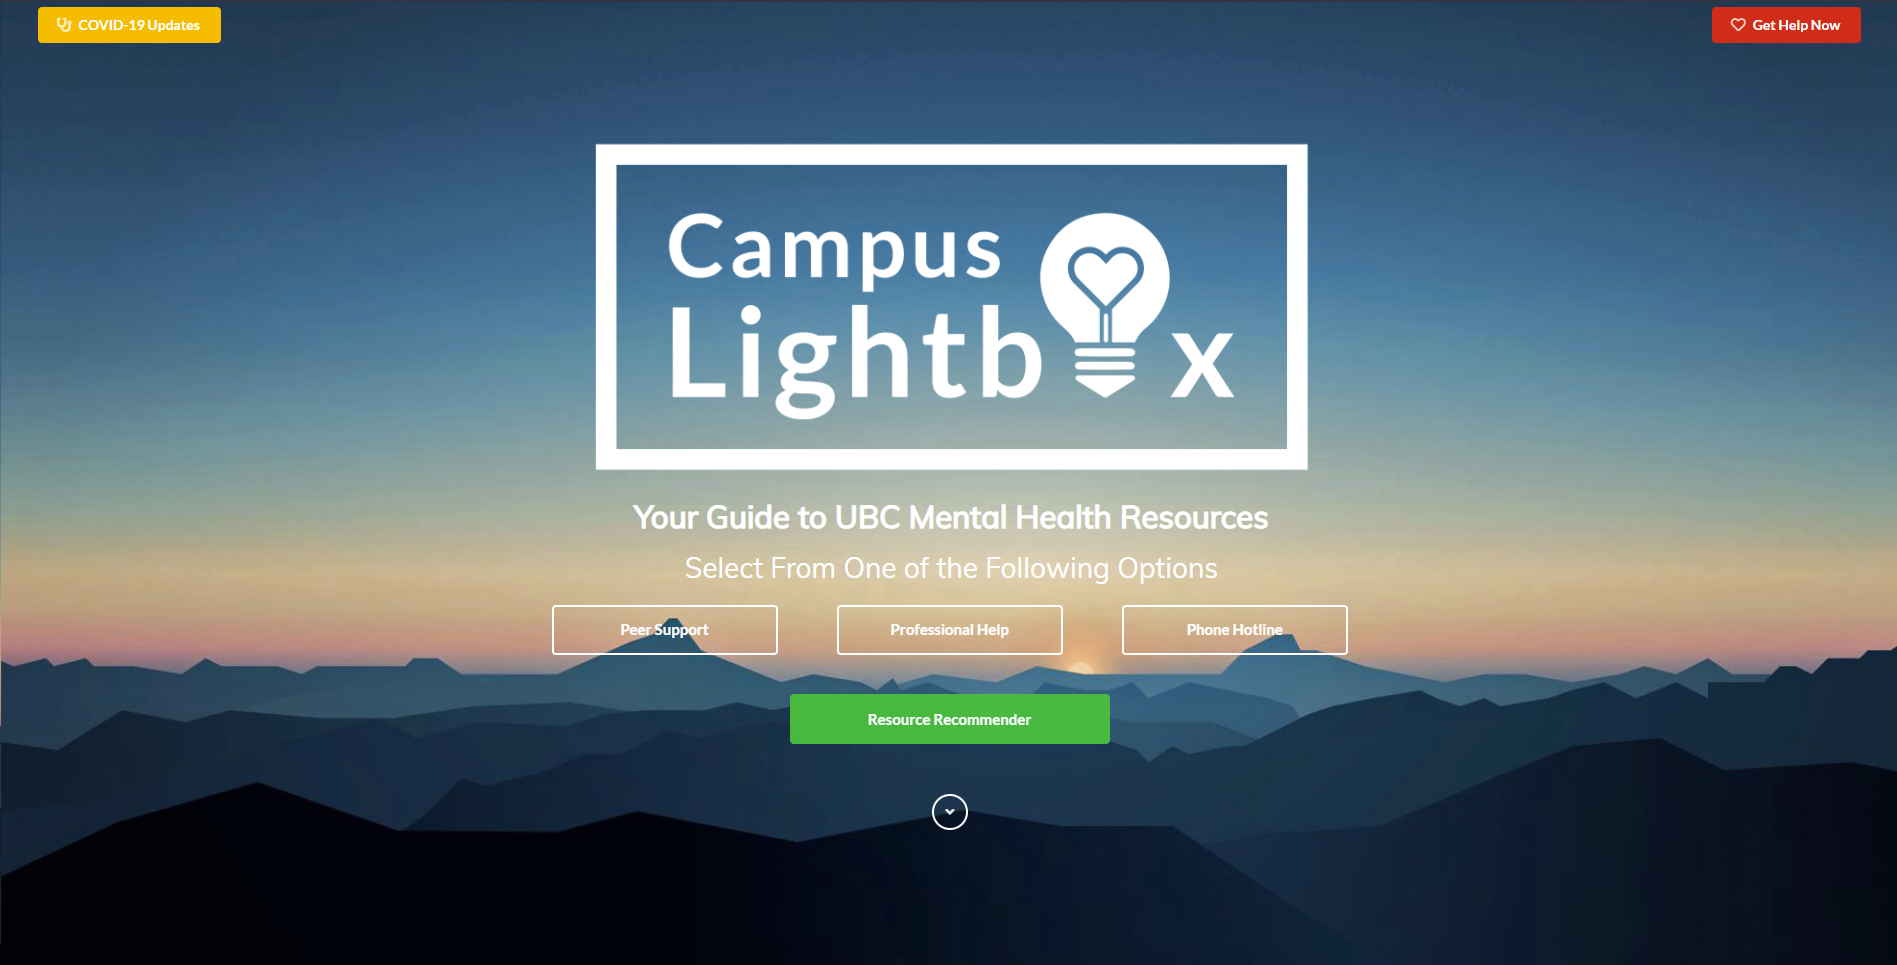 COVID-19 Updates
Get Help Now
Campus
Lightbox
Your Guide to UBC Mental Health Resources
Select From One of the Following Options
Peer Support
Professional Help
Phone Hotline
Resource Recommender